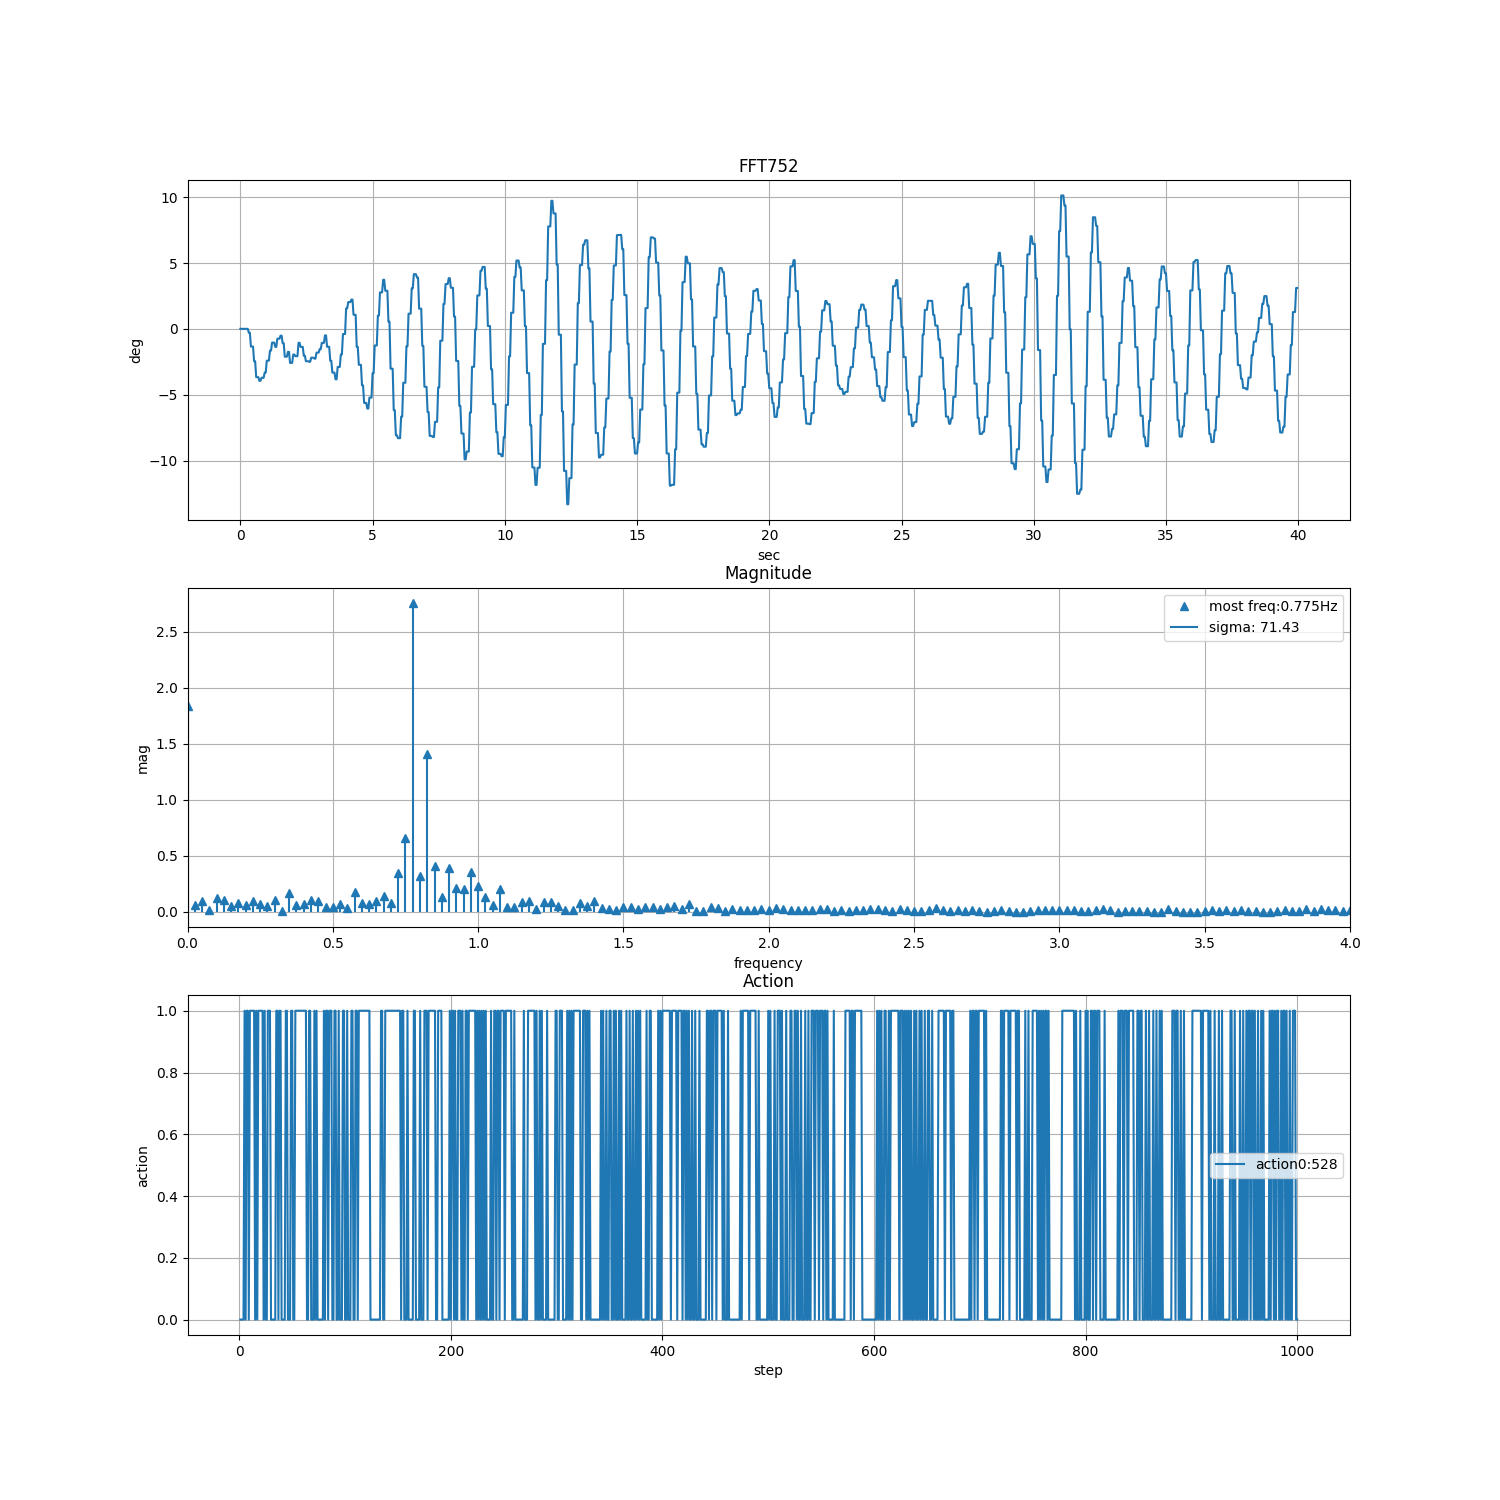 FFT752
10
5
0
−5
−10
deg
0 5 10 15 20 25 30 35 40
sec
Magnitude
most freq:0.775Hz
sigma: 71.43
2.5
2.0
1.5
1.0
0.5
0.0
mag
0.0 0.5 1.0 1.5 2.0 2.5 3.0 3.5 4.0
frequency
Action
1.0
0.8
0.6
0.4
0.2
0.0
action
action0:528
0 200 400 600 800 1000
step